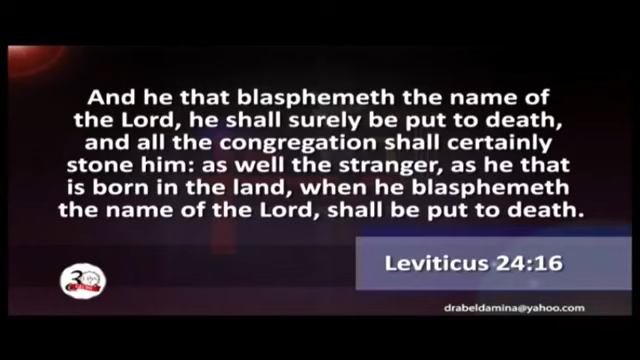 And he that blasphemeth the name of
the Lord, he shall surely be put to death,
and all the congregation shall certainly
stone him: as well the stranger, as he that
is born in the land, when he blasphemeth
the name of the Lord, shall be put to death.
Leviticus 24:16
drabeldamina@yahoo.com